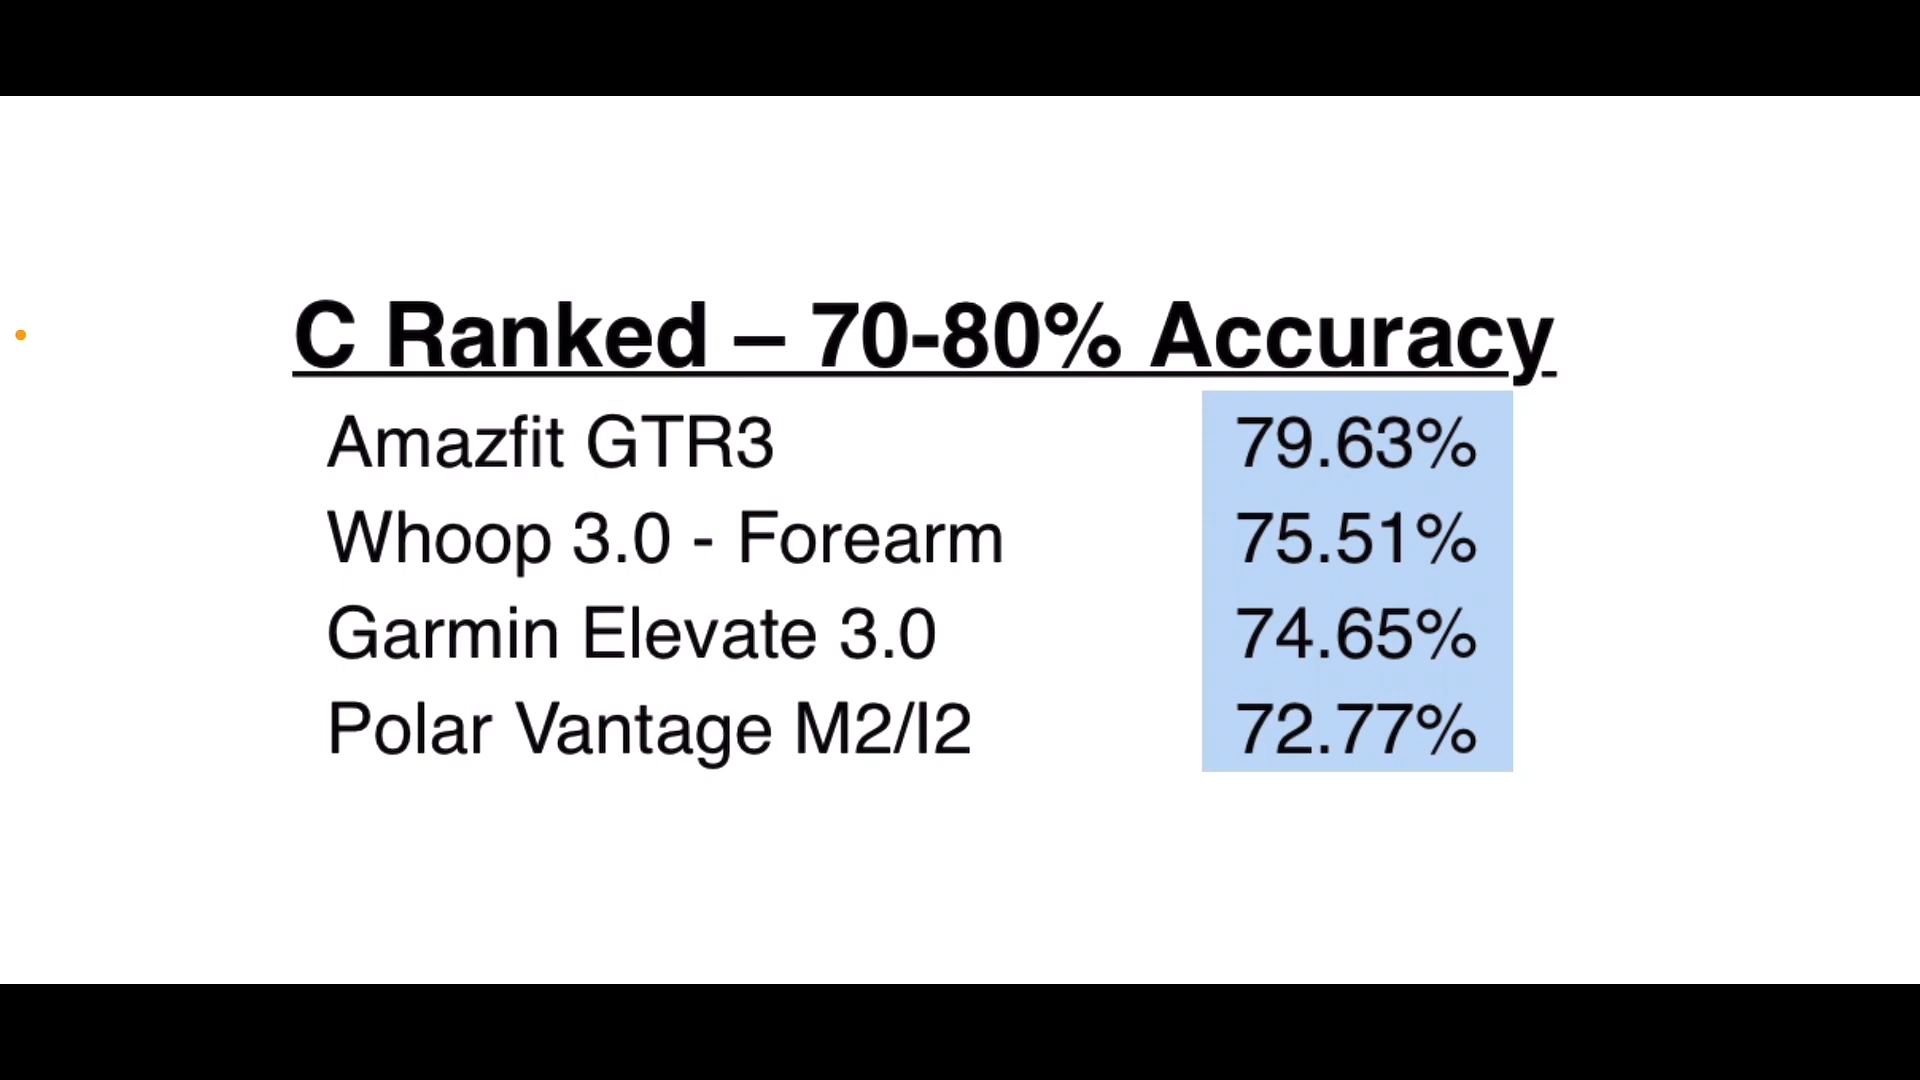 C Ranked – 70-80% Accuracy
Amazfit GTR3 79.63%
Whoop 3.0 - Forearm 75.51%
Garmin Elevate 3.0 74.65%
Polar Vantage M2/I2 72.77%